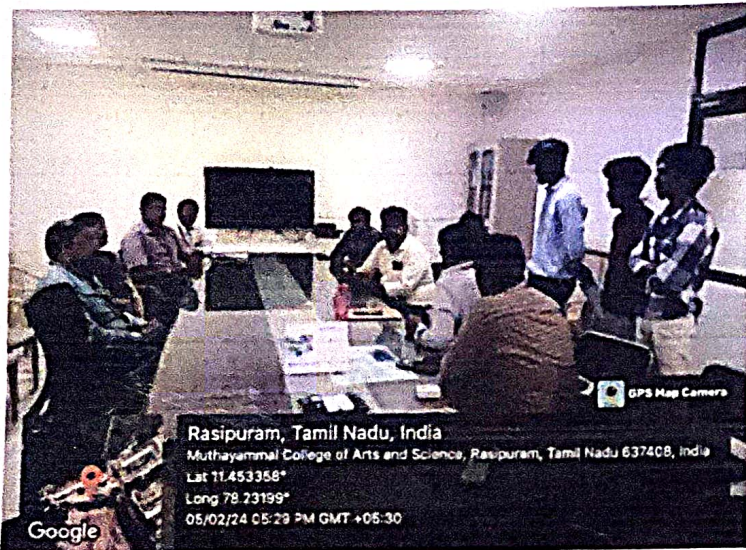 GPS Map Camera
Rasipuram, Tamil Nadu, India
Muthayammal College of Arts and Science, Rasipuram, Tamil Nadu 637408, India
Lat 11.453358°
Long 78.23199°
05/02/24 05:29 PM GMT +05:30
Google